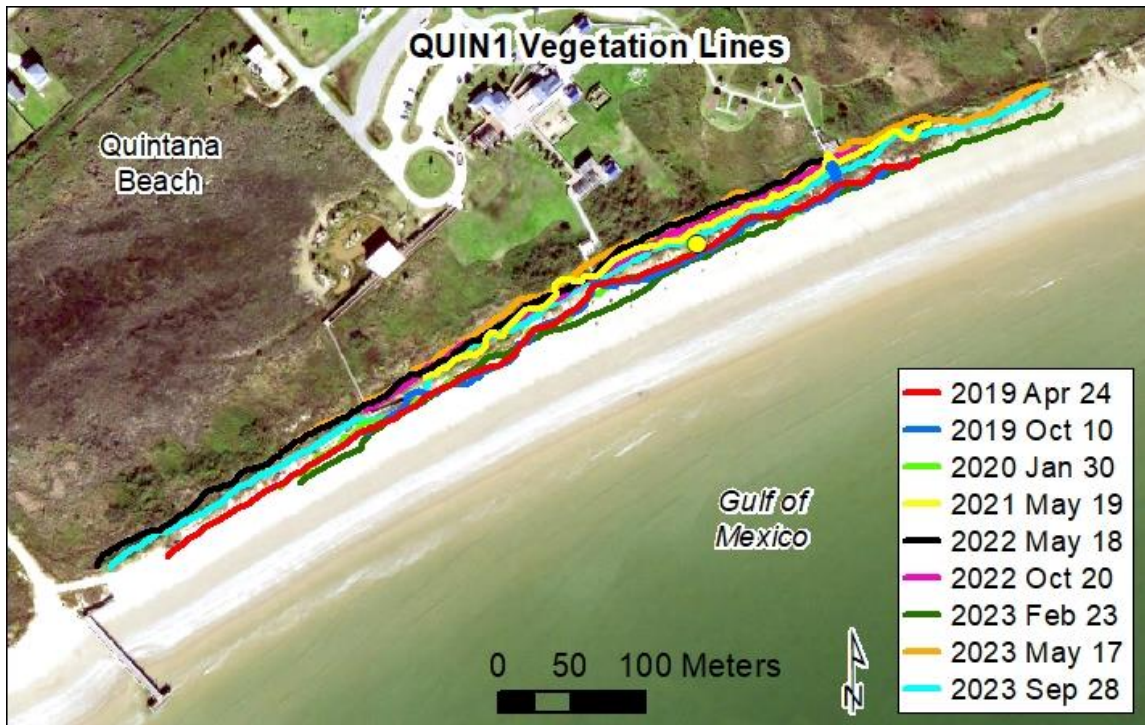 QUIN1 Vegetation Lines
Quintana
Beach
Gulf of
Mexico
2019 Apr 24
2019 Oct 10
2020 Jan 30
2021 May 19
2022 May 18
2022 Oct 20
2023 Feb 23
2023 May 17
2023 Sep 28
0 50 100 Meters
N